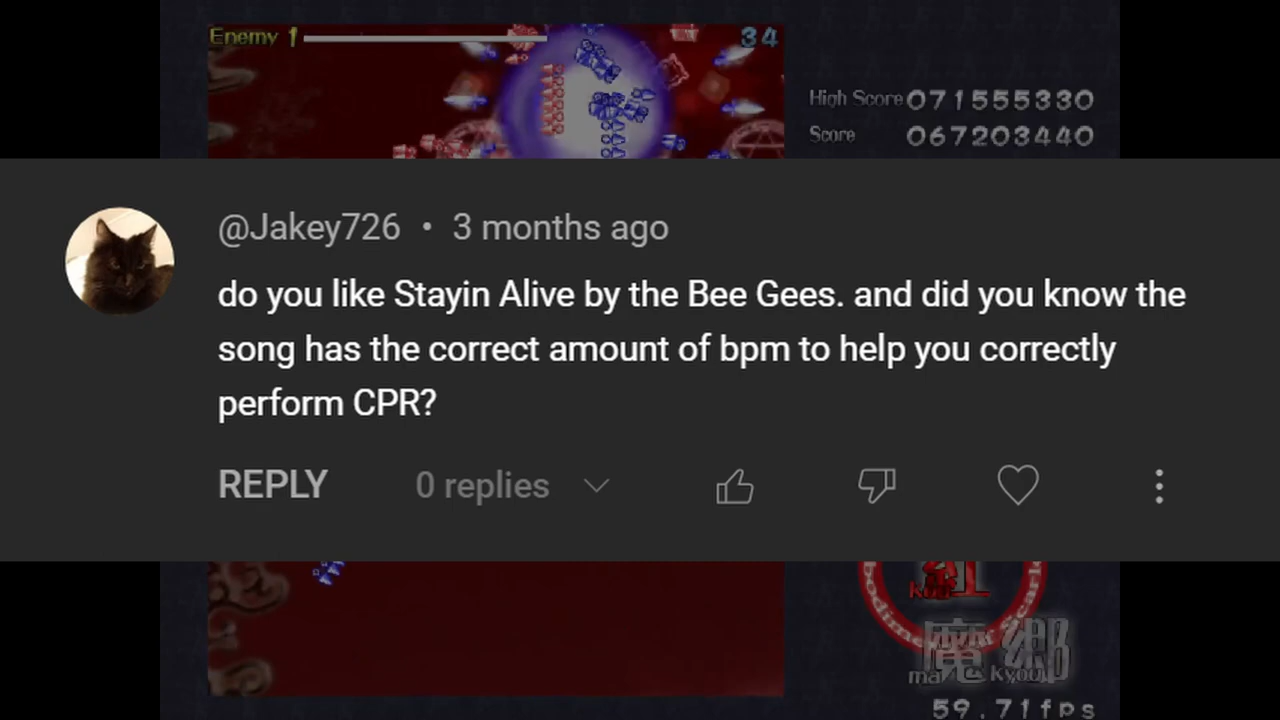 Enemy 1
34
High Score 071555330
Score 067203440
@Jakey726 • 3 months ago
do you like Stayin Alive by the Bee Gees. and did you know the
song has the correct amount of bpm to help you correctly
perform CPR?
REPLY
0 replies
紅
魔 郷
59.71fps